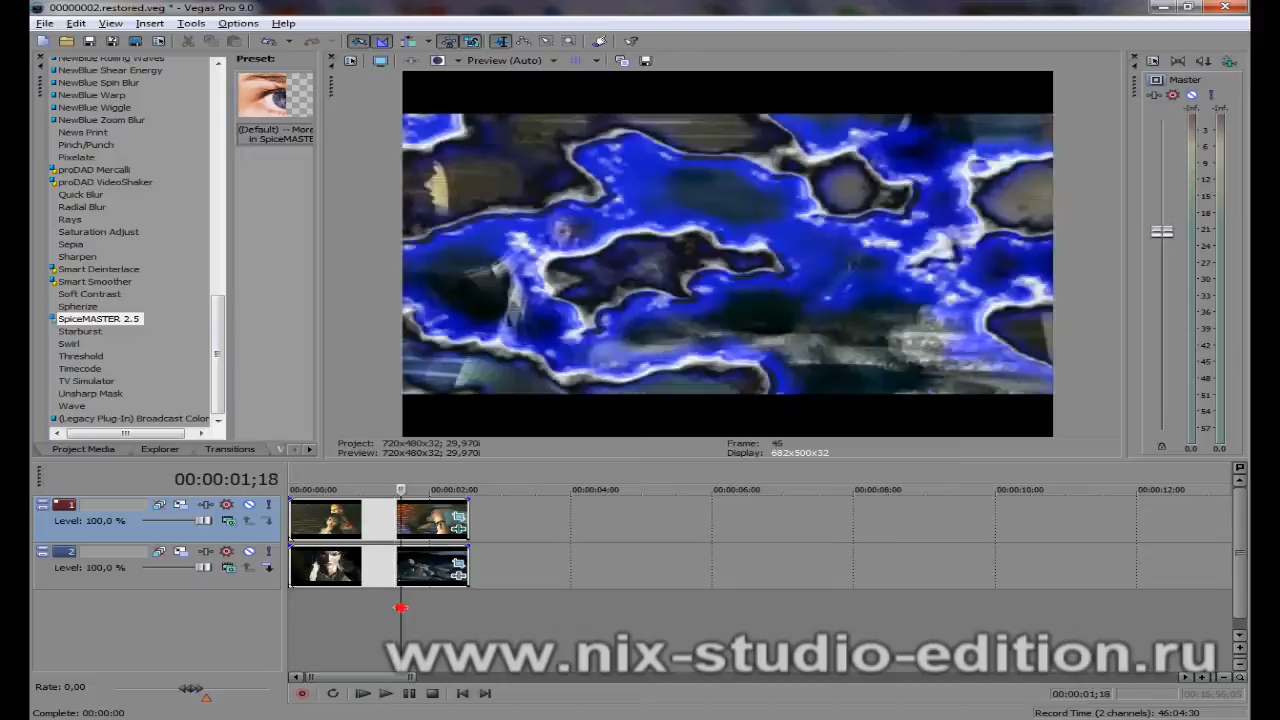 00000002.restored.veg * - Vegas Pro 9.0
File Edit View Insert Tools Options Help
NewBlue Rolling Waves
NewBlue Shear Energy
NewBlue Spin Blur
NewBlue Warp
NewBlue Wiggle
NewBlue Zoom Blur
News Print
Pinch/Punch
Pixelate
proDAD Mercalli
proDAD VideoShaker
Quick Blur
Radial Blur
Rays
Saturation Adjust
Sepia
Sharpen
Smart Deinterlace
Smart Smoother
Soft Contrast
Spherize
SpiceMASTER 2.5
Starburst
Swirl
Threshold
Timecode
TV Simulator
Unsharp Mask
Wave
(Legacy Plug-In) Broadcast Color
Preset:
(Default) -- More
in SpiceMASTE
Preview (Auto)
Master
-Inf. -Inf.
3
6
9
12
15
18
21
24
27
30
33
36
39
42
45
48
51
54
57
0.0 0.0
Project: 720x480x32; 29,970i
Preview: 720x480x32; 29,970i
Frame: 45
Display: 682x500x32
Project Media Explorer Transitions
00:00:01;18
00:00:00:00 00:00:02;00 00:00:04;00 00:00:06;00 00:00:08;00 00:00:10;00 00:00:12;00
1
Level: 100,0 %
2
Level: 100,0 %
www.nix-studio-edition.ru
Rate: 0,00
00:00:01;18 00:16:56;05
Complete: 00:00:00
Record Time (2 channels): 46:04:30